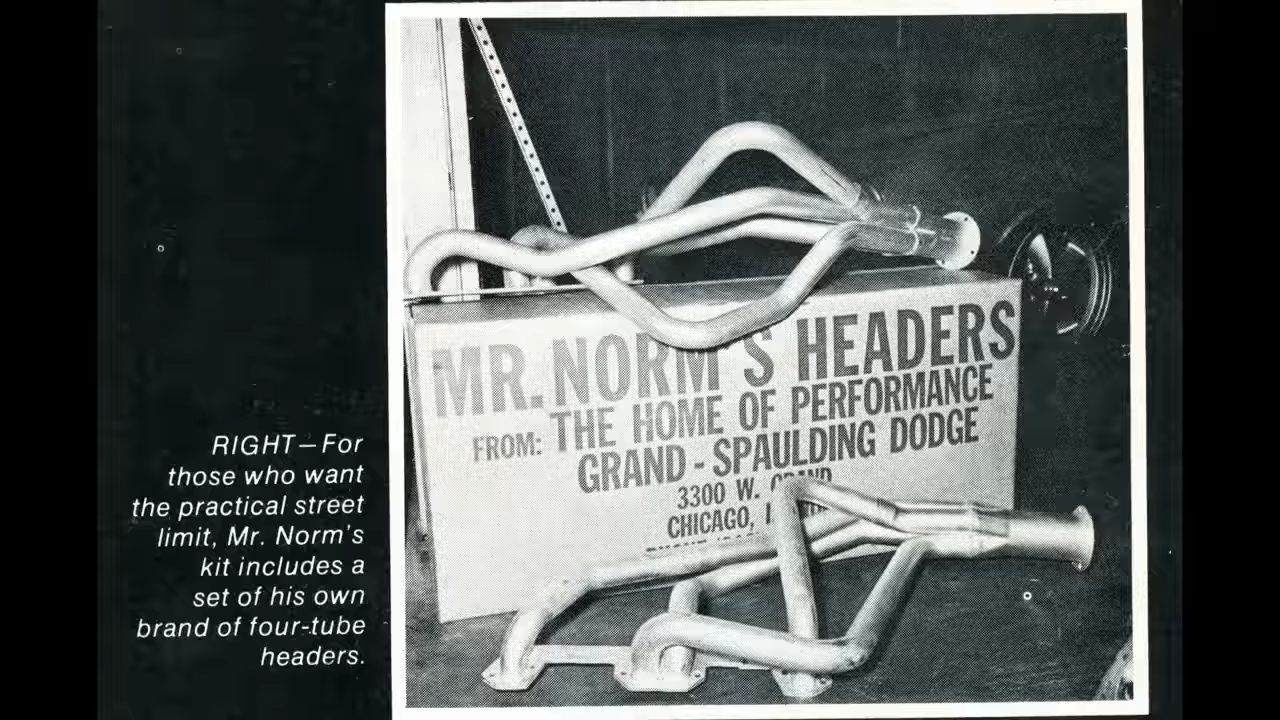 RIGHT—For
those who want
the practical street
limit, Mr. Norm's
kit includes a
set of his own
brand of four-tube
headers.
MR. NORM'S HEADERS
FROM: THE HOME OF PERFORMANCE
GRAND-SPAULDING DODGE
3300 W. GRAND
CHICAGO,